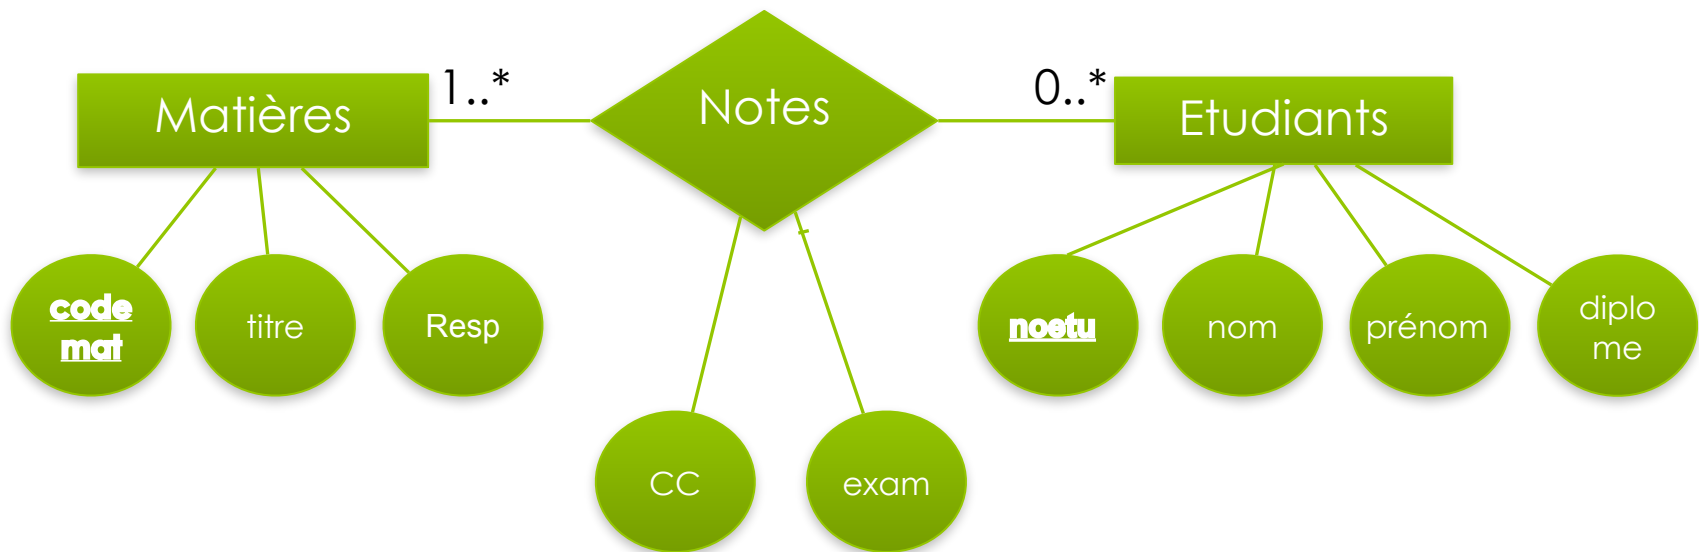 Matières
1..*
Notes
0..*
Etudiants
code
mat
titre
Resp
noetu
nom
prénom
diplo
me
CC
exam